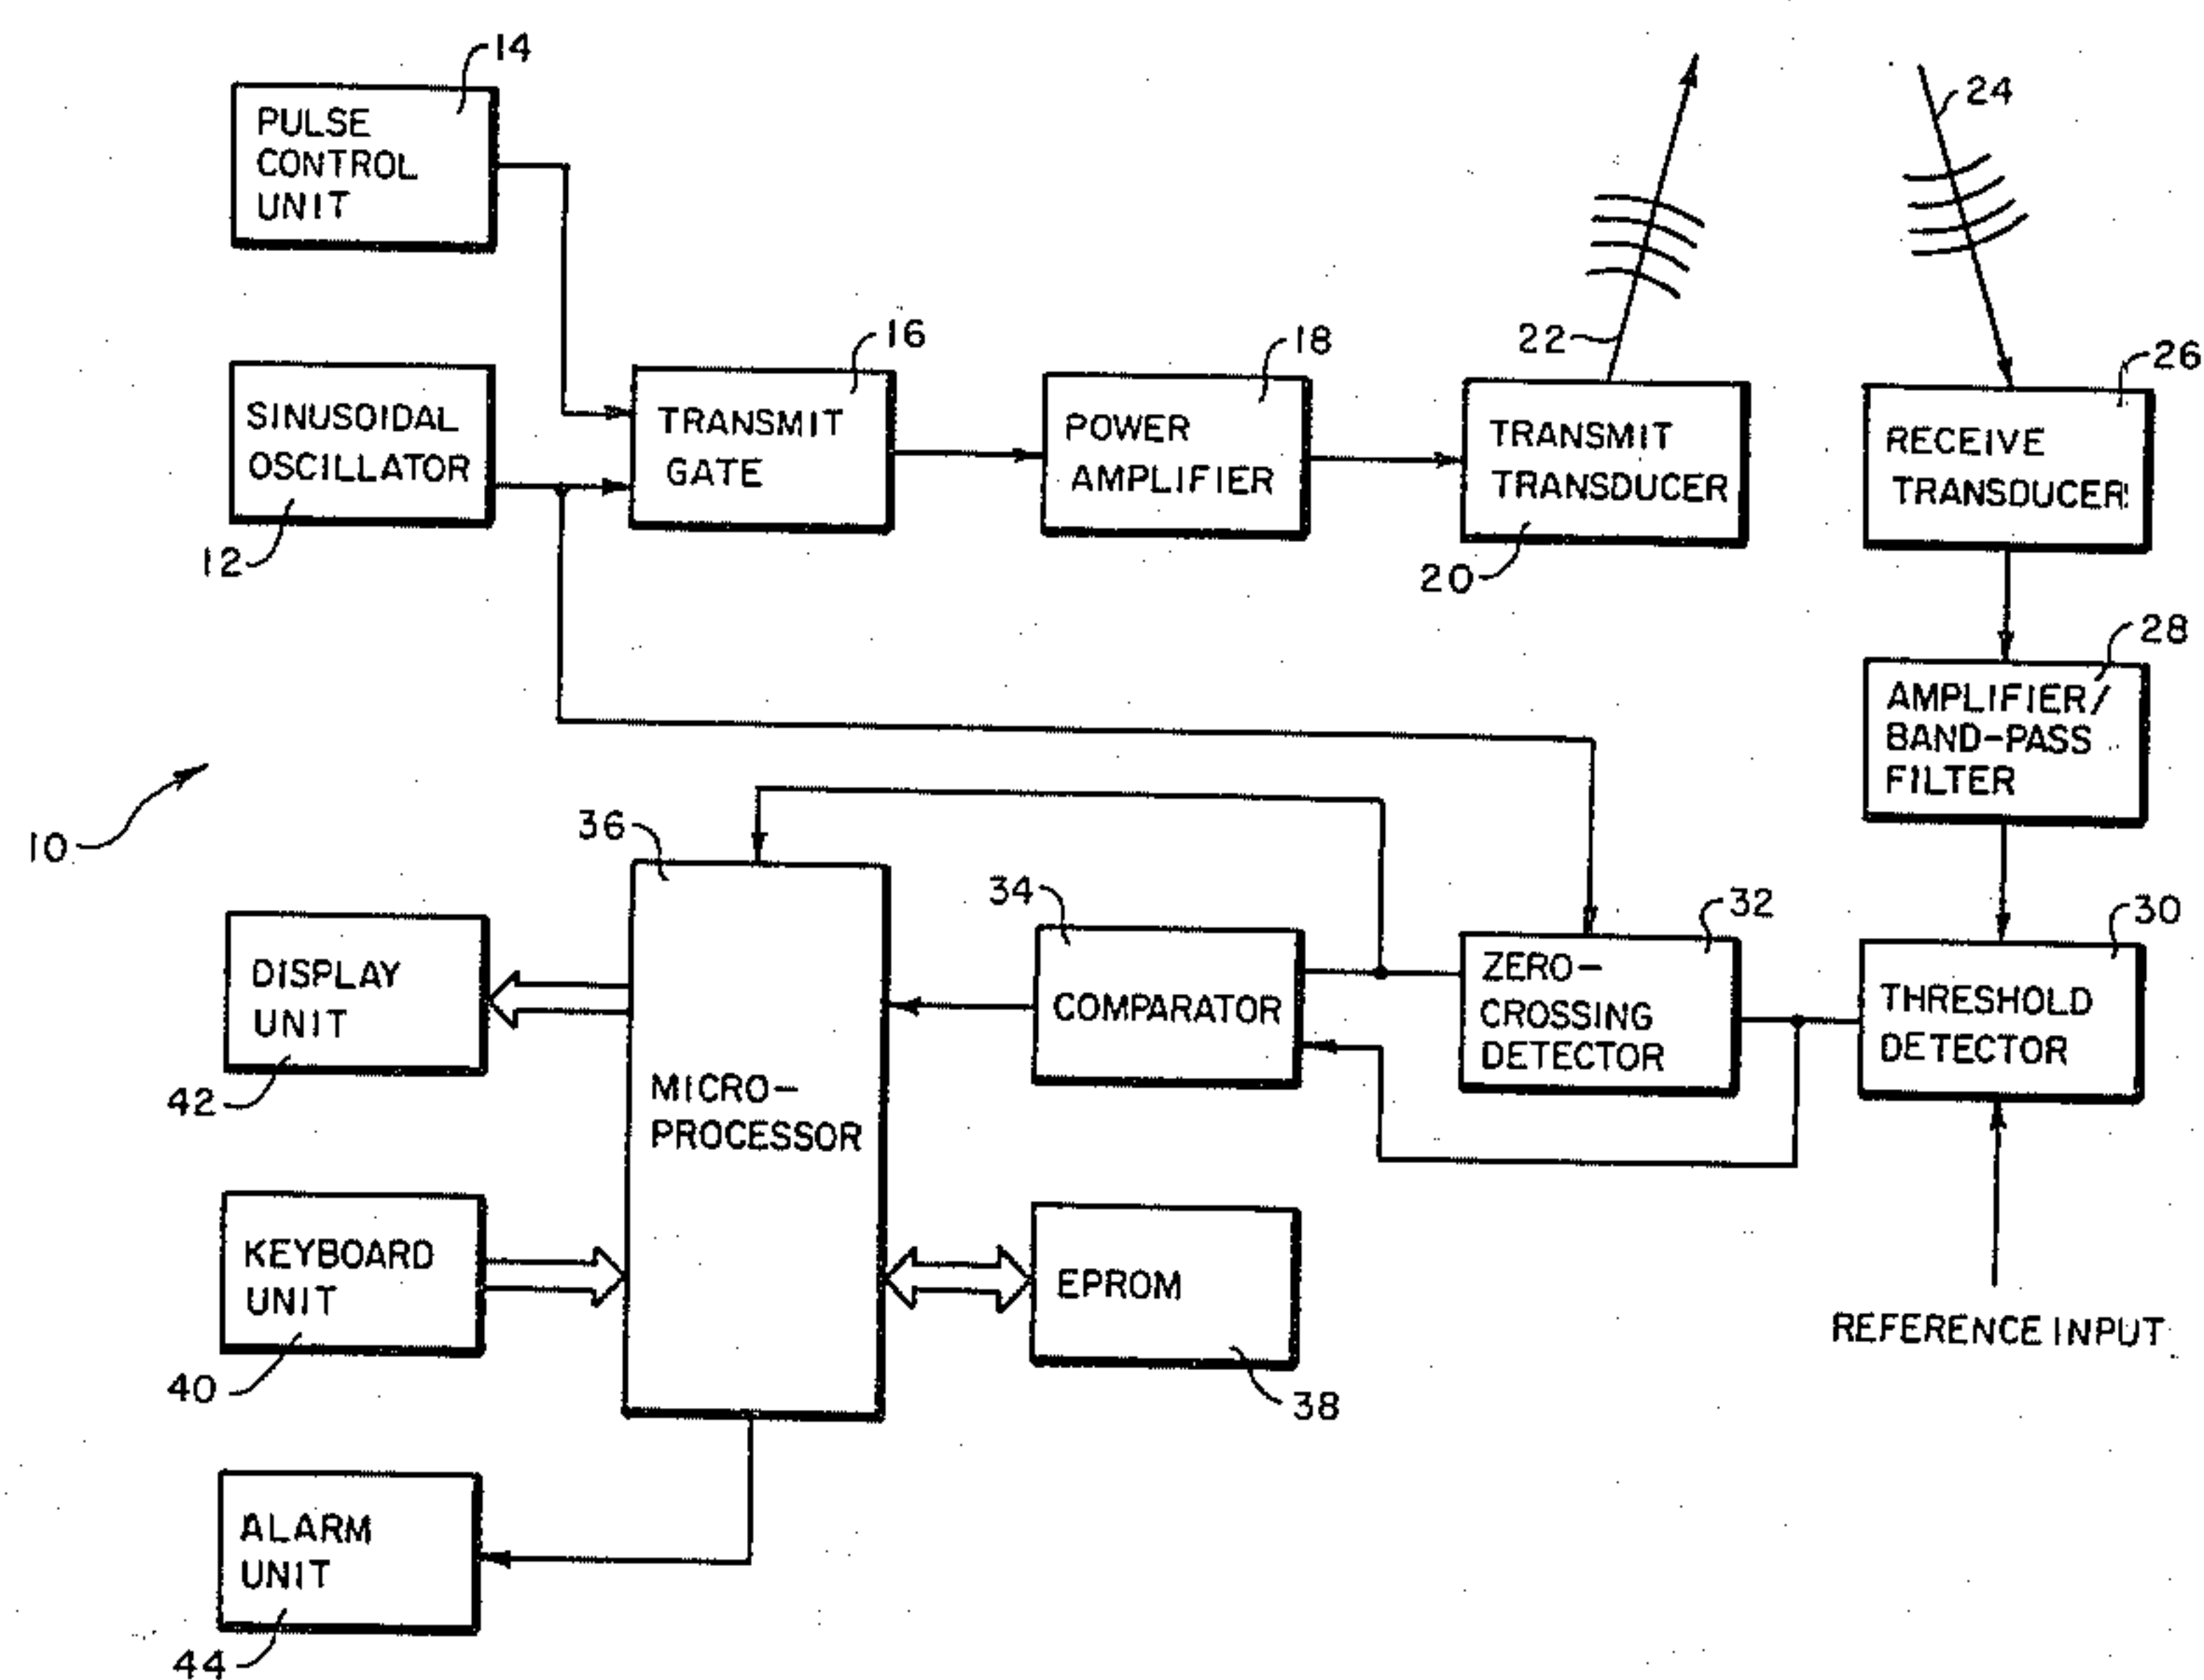 14
PULSE
CONTROL
UNIT
24
16
18
22
26
SINUSOIDAL
OSCILLATOR
TRANSMIT
GATE
POWER
AMPLIFIER
TRANSMIT
TRANSDUCER
RECEIVE
TRANSDUCER
12
20
28
AMPLIFIER/
BAND-PASS
FILTER
10
36
34
32
30
DISPLAY
UNIT
COMPARATOR
ZERO-
CROSSING
DETECTOR
THRESHOLD
DETECTOR
42
MICRO-
PROCESSOR
KEYBOARD
UNIT
EPROM
REFERENCE INPUT
40
38
ALARM
UNIT
44